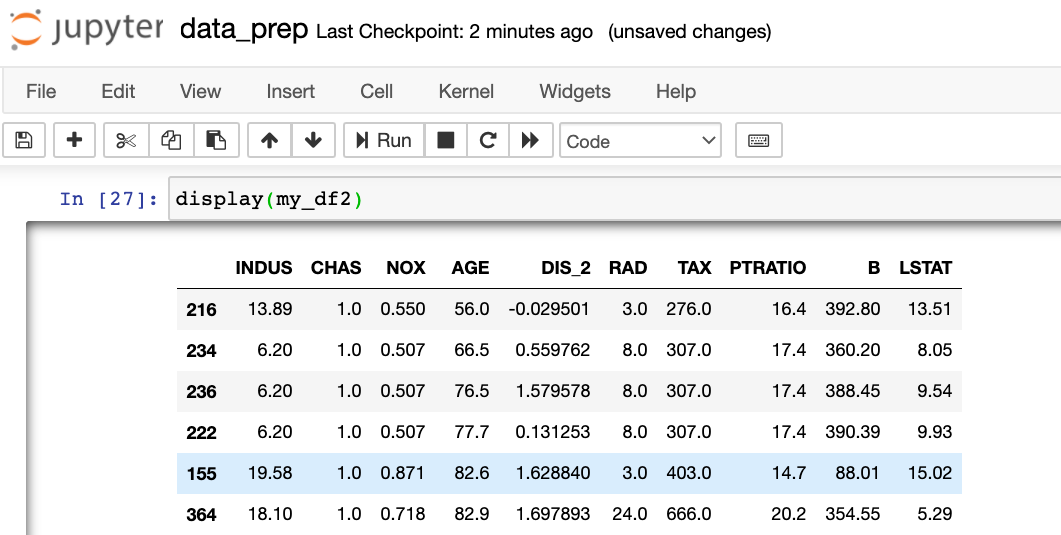 jupyter data_prep Last Checkpoint: 2 minutes ago (unsaved changes)
File Edit View Insert Cell Kernel Widgets Help
Run Code
In [27]: display(my_df2)
INDUS CHAS NOX AGE DIS_2 RAD TAX PTRATIO B LSTAT
216 13.89 1.0 0.550 56.0 -0.029501 3.0 276.0 16.4 392.80 13.51
234 6.20 1.0 0.507 66.5 0.559762 8.0 307.0 17.4 360.20 8.05
236 6.20 1.0 0.507 76.5 1.579578 8.0 307.0 17.4 388.45 9.54
222 6.20 1.0 0.507 77.7 0.131253 8.0 307.0 17.4 390.39 9.93
155 19.58 1.0 0.871 82.6 1.628840 3.0 403.0 14.7 88.01 15.02
364 18.10 1.0 0.718 82.9 1.697893 24.0 666.0 20.2 354.55 5.29